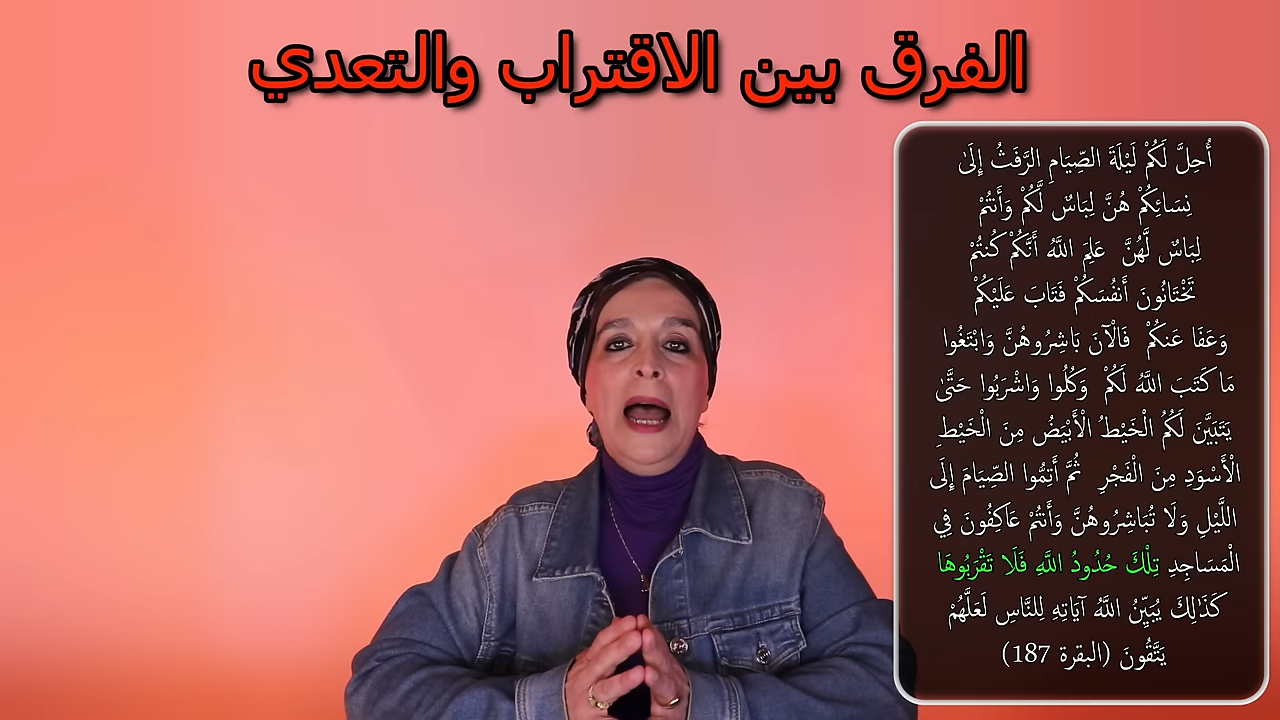 الفرق بين الاقتراب والتعدي
أُحِلَّ لَكُمْ لَيْلَةَ الصِّيَامِ الرَّفَثُ إِلَىٰ
نِسَائِكُمْ هُنَّ لِبَاسٌ لَّكُمْ وَأَنتُمْ
لِبَاسٌ لَّهُنَّ عَلِمَ اللَّهُ أَنَّكُمْ كُنتُمْ
تَخْتَانُونَ أَنفُسَكُمْ فَتَابَ عَلَيْكُمْ
وَعَفَا عَنكُمْ فَالْآنَ بَاشِرُوهُنَّ وَابْتَغُوا
مَا كَتَبَ اللَّهُ لَكُمْ وَكُلُوا وَاشْرَبُوا حَتَّىٰ
يَتَبَيَّنَ لَكُمُ الْخَيْطُ الْأَبْيَضُ مِنَ الْخَيْطِ
الْأَسْوَدِ مِنَ الْفَجْرِ ثُمَّ أَتِمُّوا الصِّيَامَ إِلَى
اللَّيْلِ وَلَا تُبَاشِرُوهُنَّ وَأَنتُمْ عَاكِفُونَ فِي
الْمَسَاجِدِ تِلْكَ حُدُودُ اللَّهِ فَلَا تَقْرَبُوهَا
كَذَٰلِكَ يُبَيِّنُ اللَّهُ آيَاتِهِ لِلنَّاسِ لَعَلَّهُمْ
يَتَّقُونَ (البقرة 187)